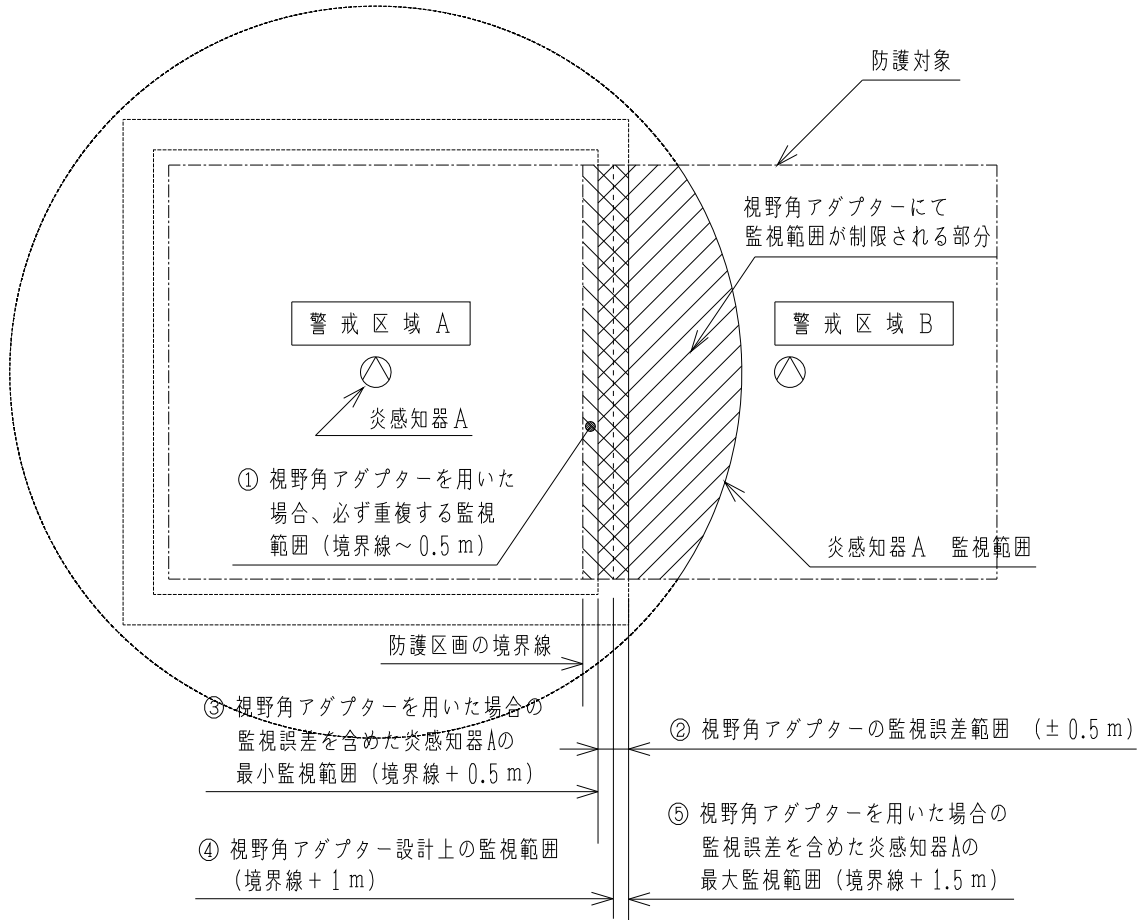 防護対象
視野角アダプターにて
監視範囲が制限される部分
警戒区域A
警戒区域B
炎感知器A
① 視野角アダプターを用いた
場合、必ず重複する監視
範囲（境界線～0.5m）
炎感知器A 監視範囲
防護区画の境界線
③ 視野角アダプターを用いた場合の
監視誤差を含めた炎感知器Aの
最小監視範囲（境界線＋0.5m）
② 視野角アダプターの監視誤差範囲 （±0.5m）
④ 視野角アダプター設計上の監視範囲
（境界線＋1m）
⑤ 視野角アダプターを用いた場合の
監視誤差を含めた炎感知器Aの
最大監視範囲（境界線＋1.5m）